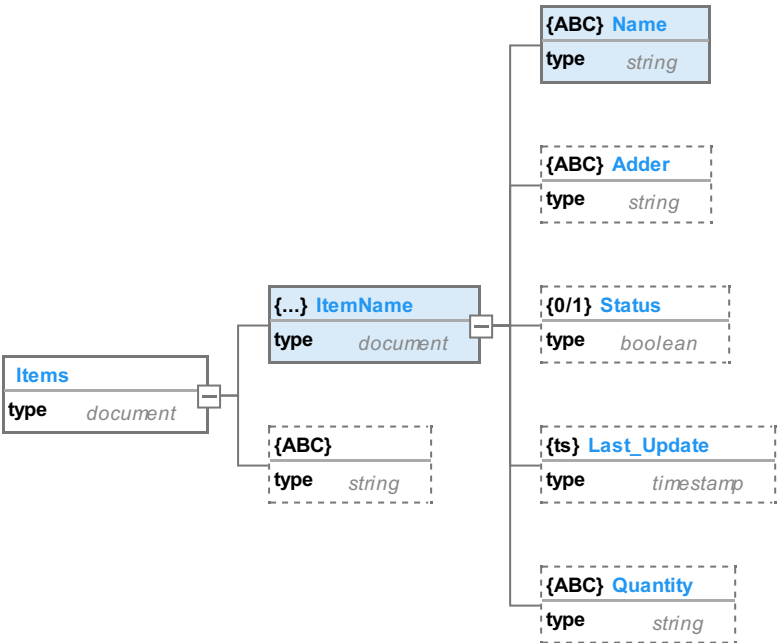 {ABC} Name
type string
{ABC} Adder
type string
{...} ItemName
type document
{0/1} Status
type boolean
Items
type document
{ABC}
type string
{ts} Last_Update
type timestamp
{ABC} Quantity
type string